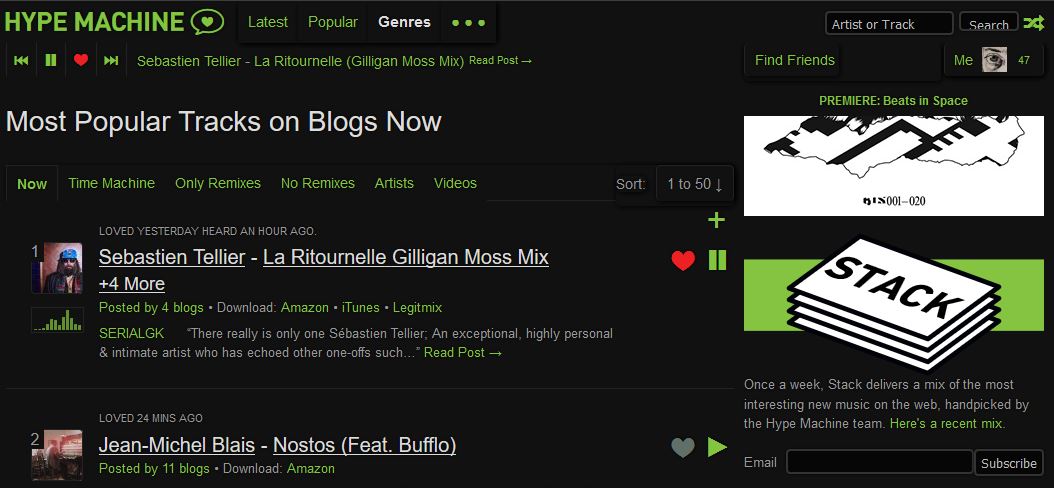 HYPE MACHINE
Latest
Popular
Genres
•••
Artist or Track
Search
Sebastien Tellier - La Ritournelle (Gilligan Moss Mix) Read Post →
Find Friends
Me
47
Most Popular Tracks on Blogs Now
Now
Time Machine
Only Remixes
No Remixes
Artists
Videos
Sort:
1 to 50 ↓
LOVED YESTERDAY HEARD AN HOUR AGO.
1
Sebastien Tellier - La Ritournelle Gilligan Moss Mix
+4 More
Posted by 4 blogs • Download: Amazon • iTunes • Legitmix
SERIALGK “There really is only one Sébastien Tellier; An exceptional, highly personal
& intimate artist who has echoed other one-offs such…” Read Post →
LOVED 24 MINS AGO
2
Jean-Michel Blais - Nostos (Feat. Bufflo)
Posted by 11 blogs • Download: Amazon
PREMIERE: Beats in Space
BIS001–020
STACK
Once a week, Stack delivers a mix of the most
interesting new music on the web, handpicked by
the Hype Machine team. Here's a recent mix.
Email
Subscribe